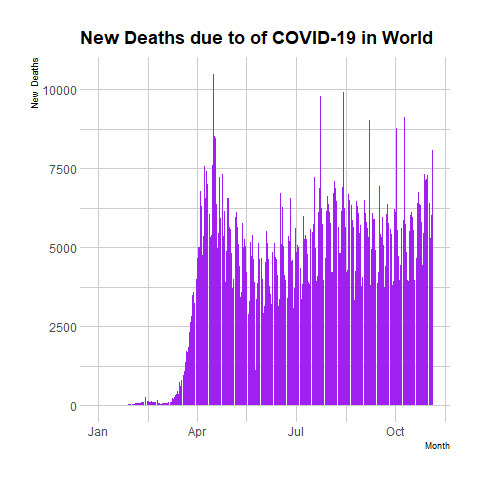 New Deaths due to of COVID-19 in World
New Deaths
10000
7500
5000
2500
0
Jan Apr Jul Oct
Month